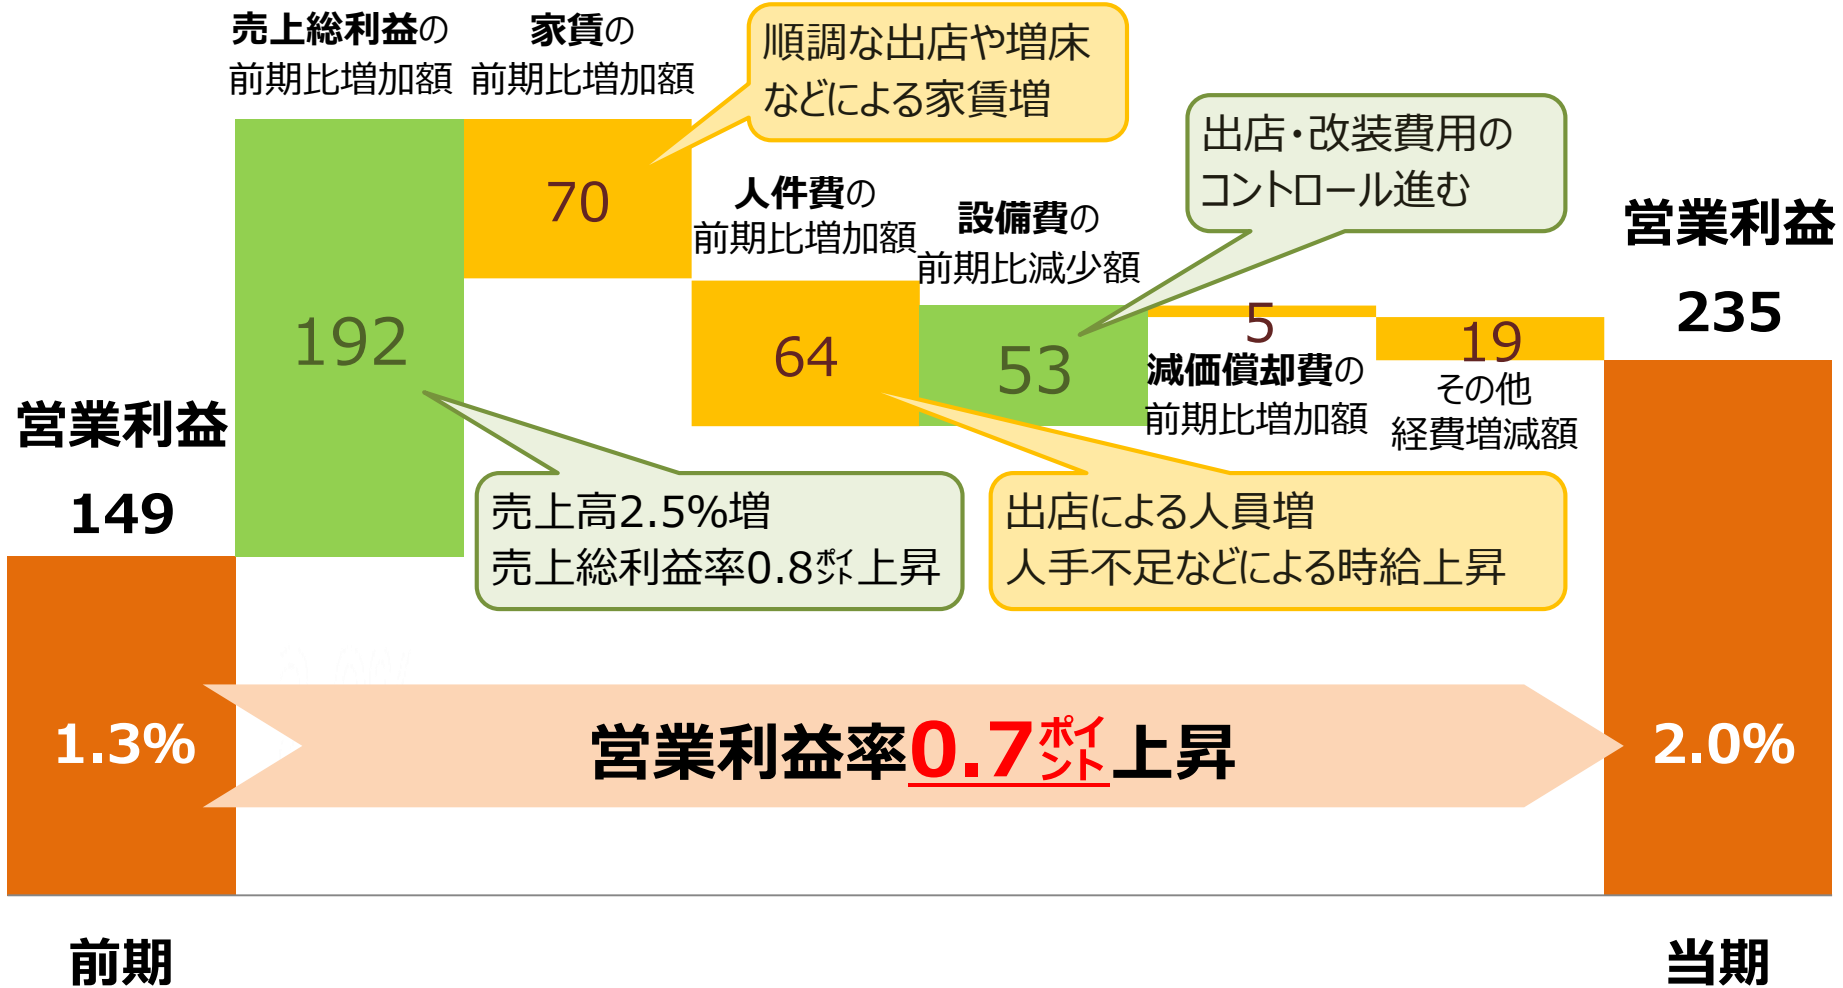 売上総利益の
前期比増加額
家賃の
前期比増加額
順調な出店や増床
などによる家賃増
出店・改装費用の
コントロール進む
人件費の
前期比増加額
設備費の
前期比減少額
営業利益
235
70
192
64
53
5
減価償却費の
前期比増加額
19
その他
経費増減額
営業利益
149
売上高2.5%増
売上総利益率0.8ポイント上昇
出店による人員増
人手不足などによる時給上昇
1.3%
営業利益率0.7ポイント上昇
2.0%
前期
当期